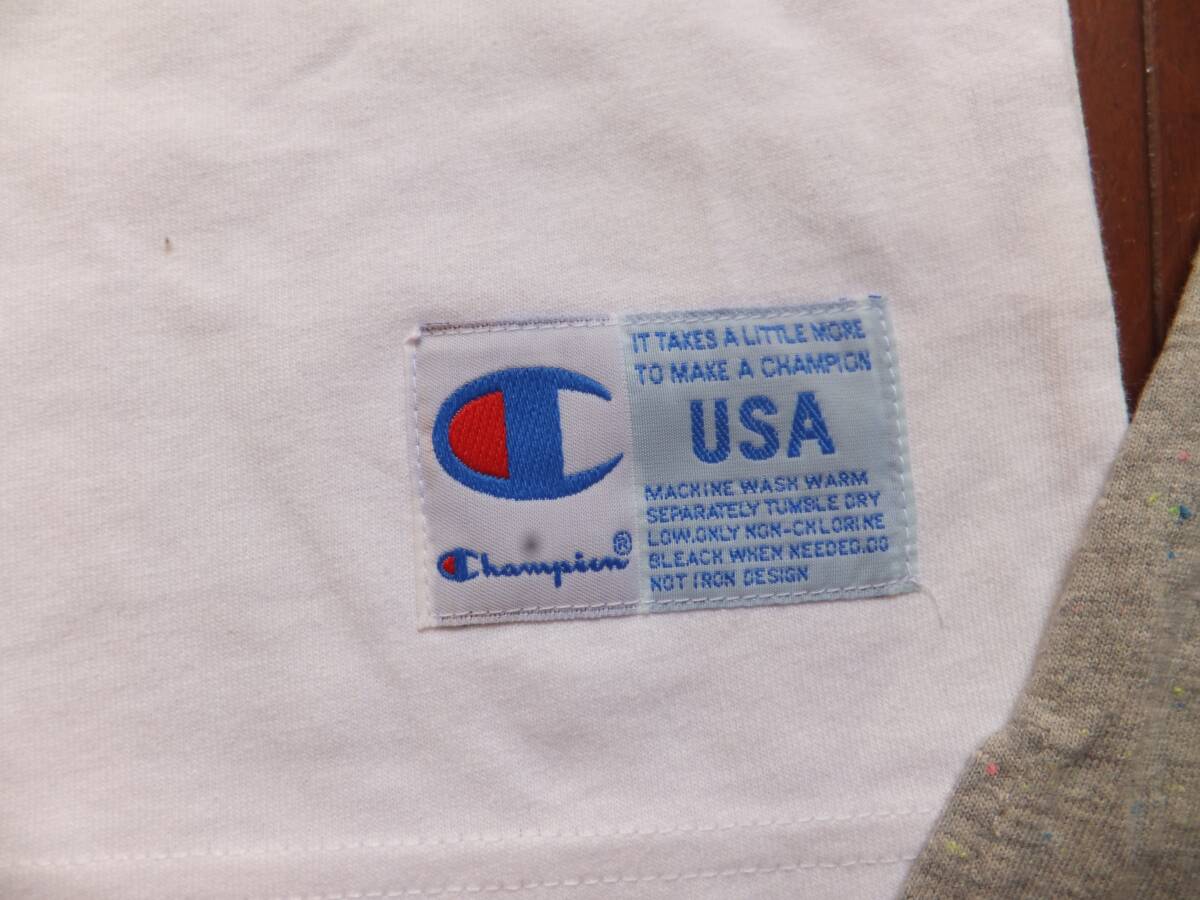 Champion®
IT TAKES A LITTLE MORE
TO MAKE A CHAMPION
USA
MACHINE WASH WARM
SEPARATELY TUMBLE DRY
LOW.ONLY NON-CHLORINE
BLEACH WHEN NEEDED.DO
NOT IRON DESIGN